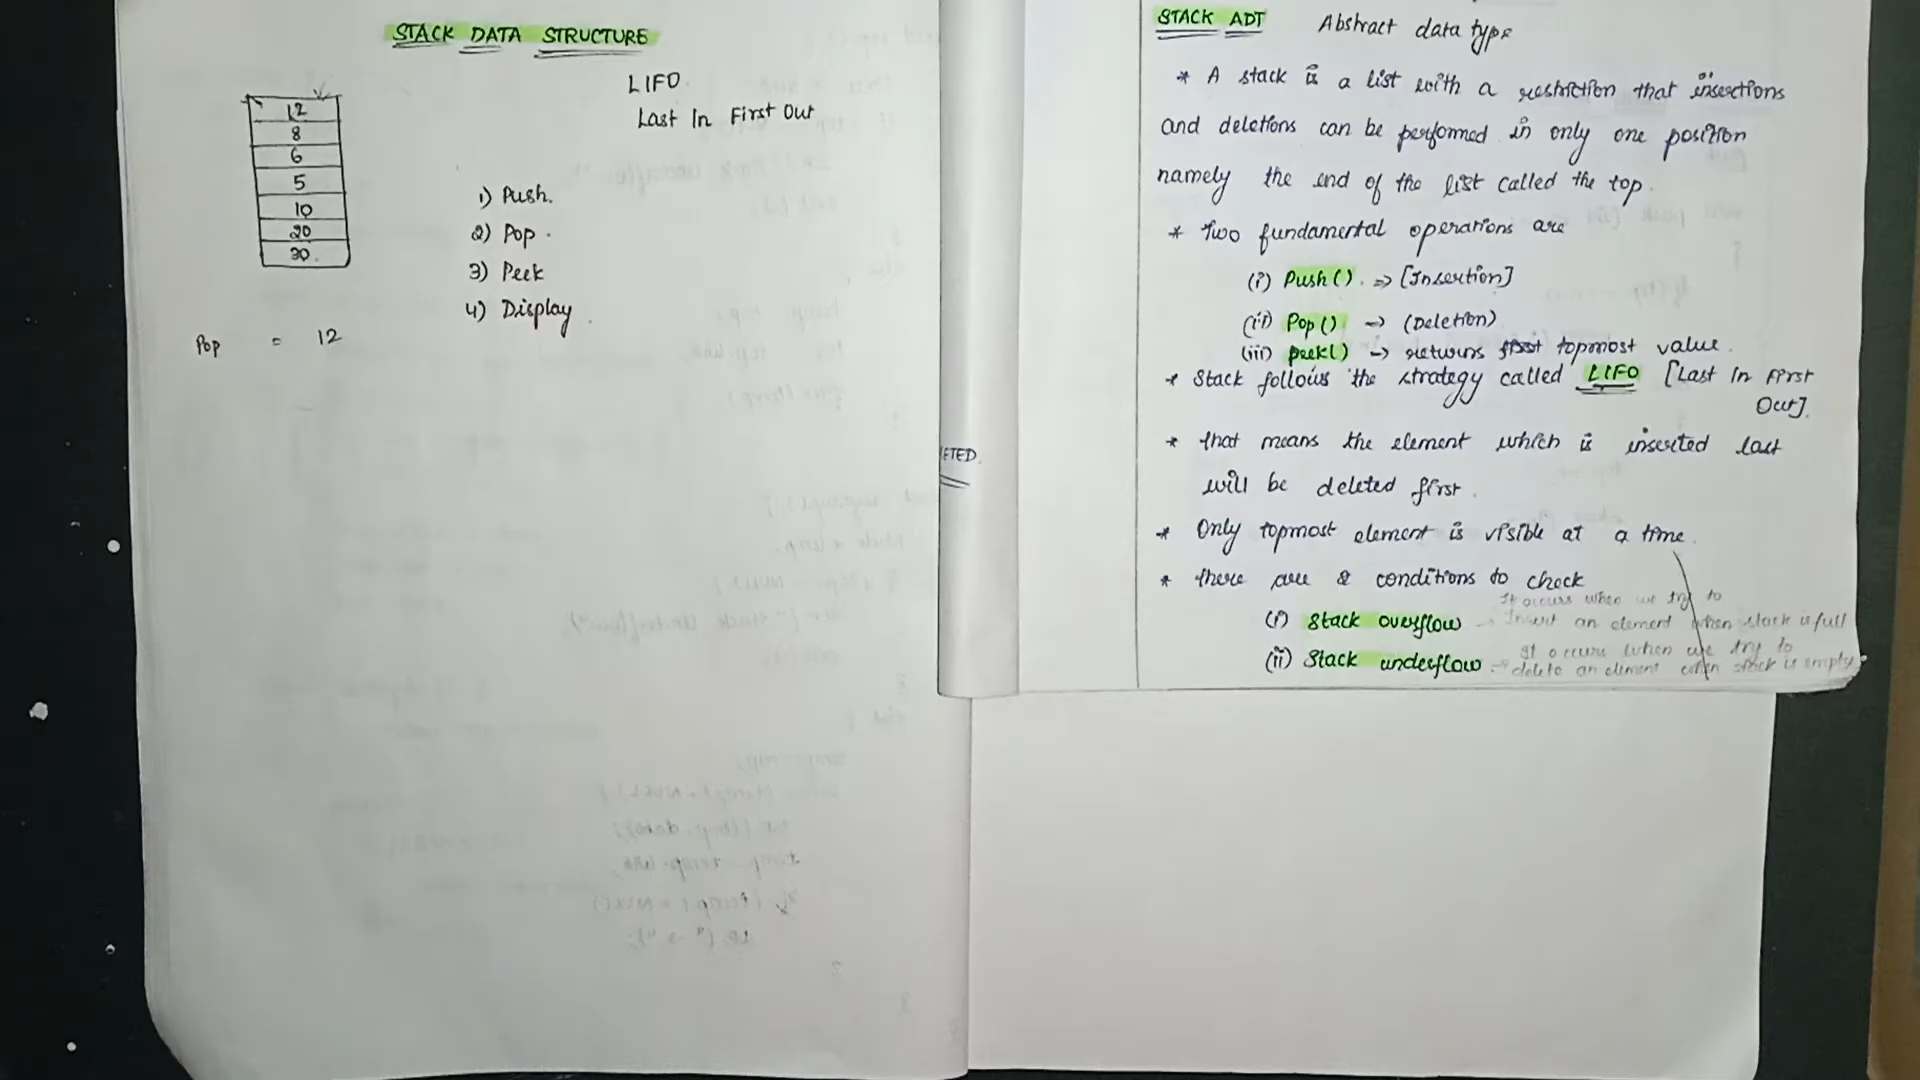 STACK DATA STRUCTURE
LIFO
Last In First Out
12
8
6
5
10
20
30
1) Push.
2) Pop.
3) Peek
4) Display.
Pop = 12
STACK ADT Abstract data type
* A stack is a list with a restriction that insertions
and deletions can be performed in only one position
namely the end of the list called the top.
* Two fundamental operations are
(i) Push() => [Insertion]
(ii) Pop() -> (Deletion)
(iii) peek() -> returns topmost value.
* Stack follows the strategy called LIFO [Last In First
Out].
* that means the element which is inserted last
will be deleted first.
* Only topmost element is visible at a time.
* there are 2 conditions to check
It occurs when we try to
(i) Stack overflow -> Insert an element when stack is full
It occurs when we try to
(ii) Stack underflow -> delete an element when stack is empty
ETED.